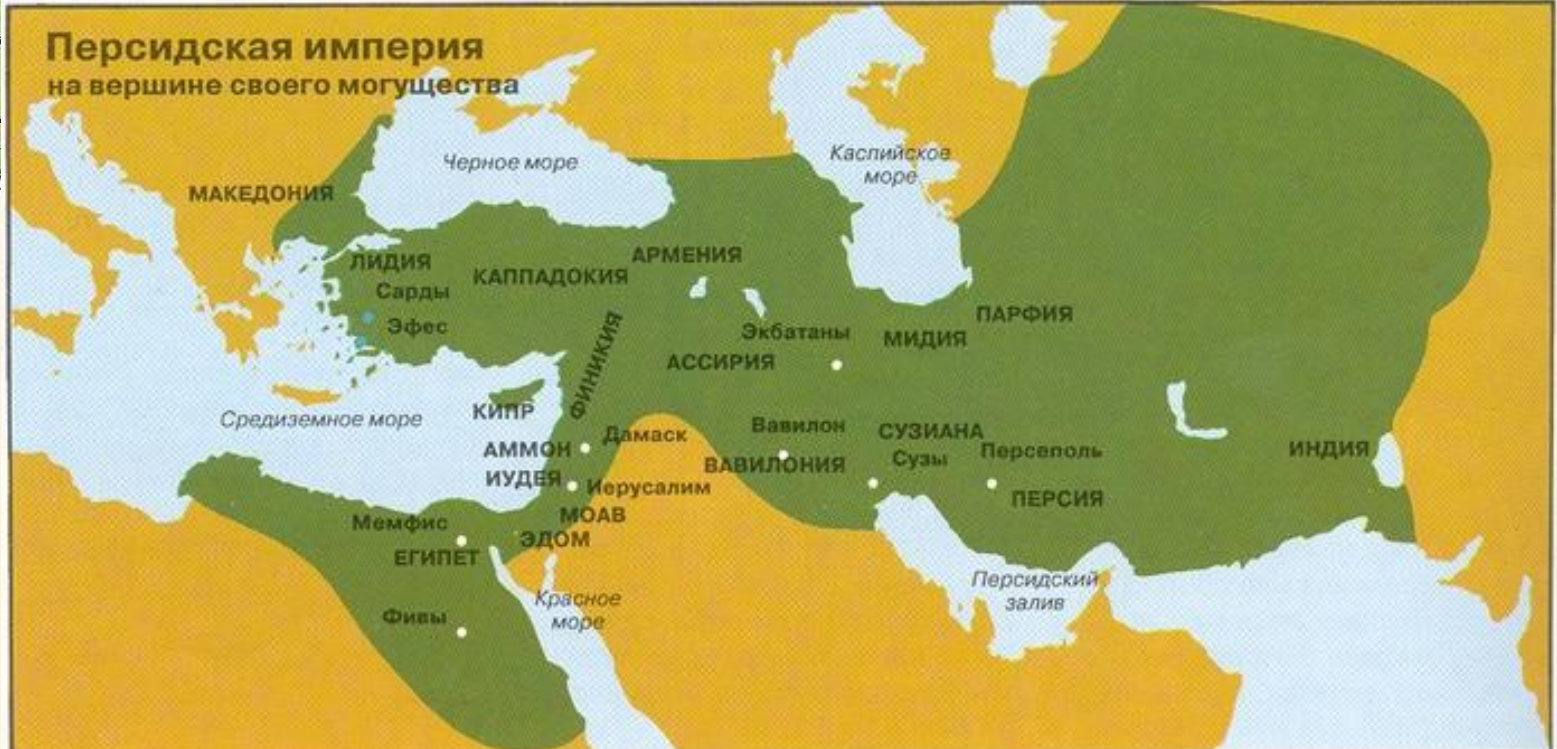 Персидская империя
на вершине своего могущества
Черное море
Каспийское
море
МАКЕДОНИЯ
ЛИДИЯ
Сарды
Эфес
КАППАДОКИЯ
АРМЕНИЯ
ФИНИКИЯ
Экбатаны
АССИРИЯ
МИДИЯ
ПАРФИЯ
Средиземное море
КИПР
АММОН
Дамаск
ИУДЕЯ
Иерусалим
МОАВ
ЭДОМ
Вавилон
ВАВИЛОНИЯ
СУЗИАНА
Сузы
Персеполь
ПЕРСИЯ
ИНДИЯ
Мемфис
ЕГИПЕТ
Фивы
Красное
море
Персидский
залив